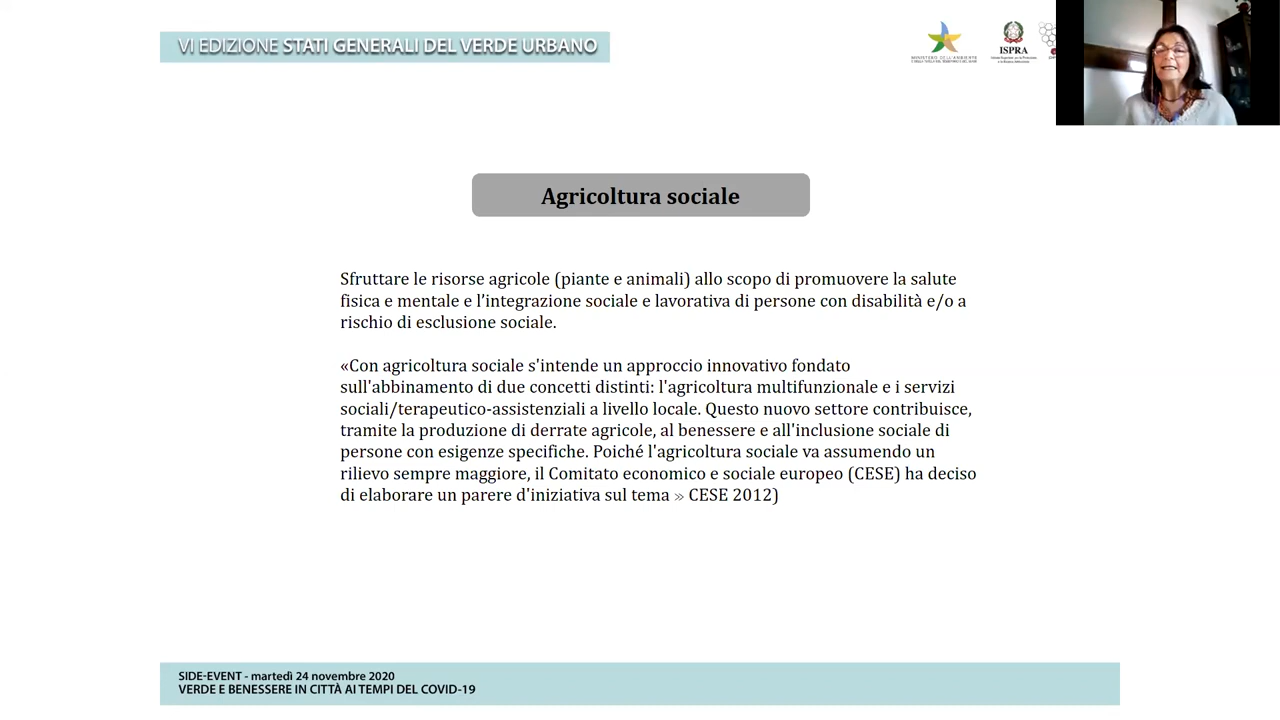 VI EDIZIONE STATI GENERALI DEL VERDE URBANO
ISPRA
Agricoltura sociale
Sfruttare le risorse agricole (piante e animali) allo scopo di promuovere la salute
fisica e mentale e l’integrazione sociale e lavorativa di persone con disabilità e/o a
rischio di esclusione sociale.
«Con agricoltura sociale s'intende un approccio innovativo fondato
sull'abbinamento di due concetti distinti: l'agricoltura multifunzionale e i servizi
sociali/terapeutico-assistenziali a livello locale. Questo nuovo settore contribuisce,
tramite la produzione di derrate agricole, al benessere e all'inclusione sociale di
persone con esigenze specifiche. Poiché l'agricoltura sociale va assumendo un
rilievo sempre maggiore, il Comitato economico e sociale europeo (CESE) ha deciso
di elaborare un parere d'iniziativa sul tema » CESE 2012)
SIDE-EVENT - martedì 24 novembre 2020
VERDE E BENESSERE IN CITTÀ AI TEMPI DEL COVID-19